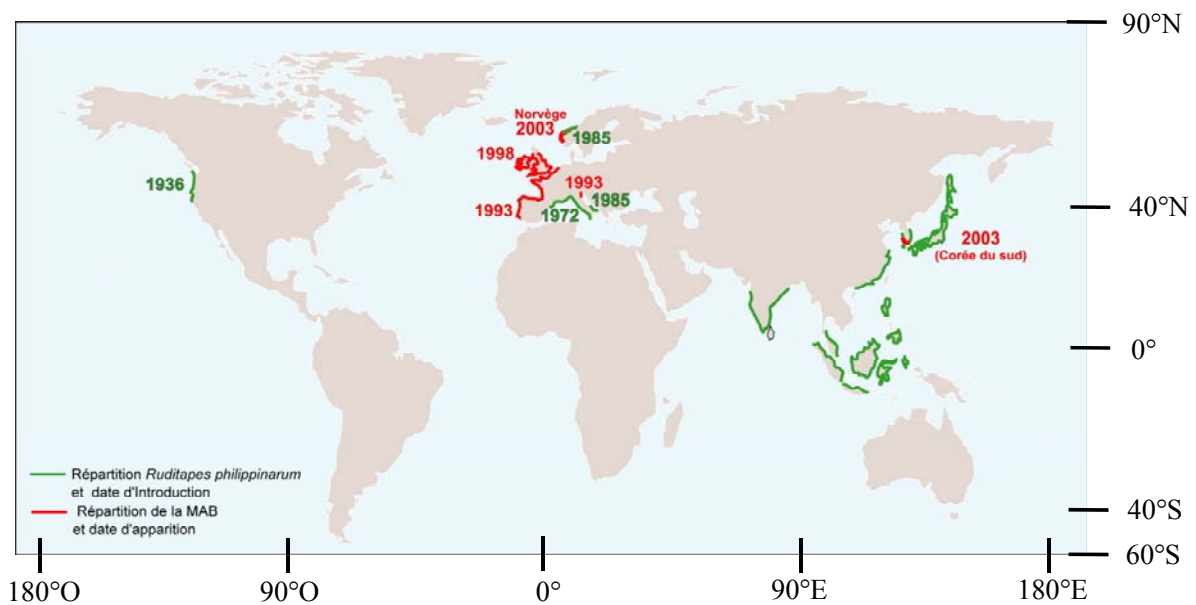 90°N
Norvège
2003
1985
1998
1936
1993
1985
1993
1972
40°N
2003
(Corée du sud)
0°
Répartition Ruditapes philippinarum
et date d'Introduction
Répartition de la MAB
et date d'apparition
40°S
60°S
180°O
90°O
0°
90°E
180°E